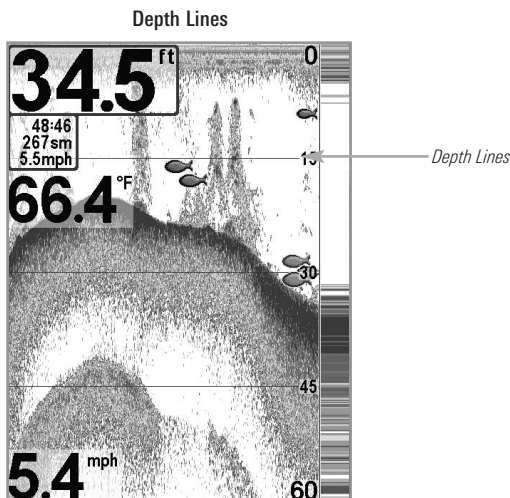 Depth Lines
34.5 ft
0
48:46
267sm
5.5mph
15
Depth Lines
66.4 °F
30
45
5.4 mph
60